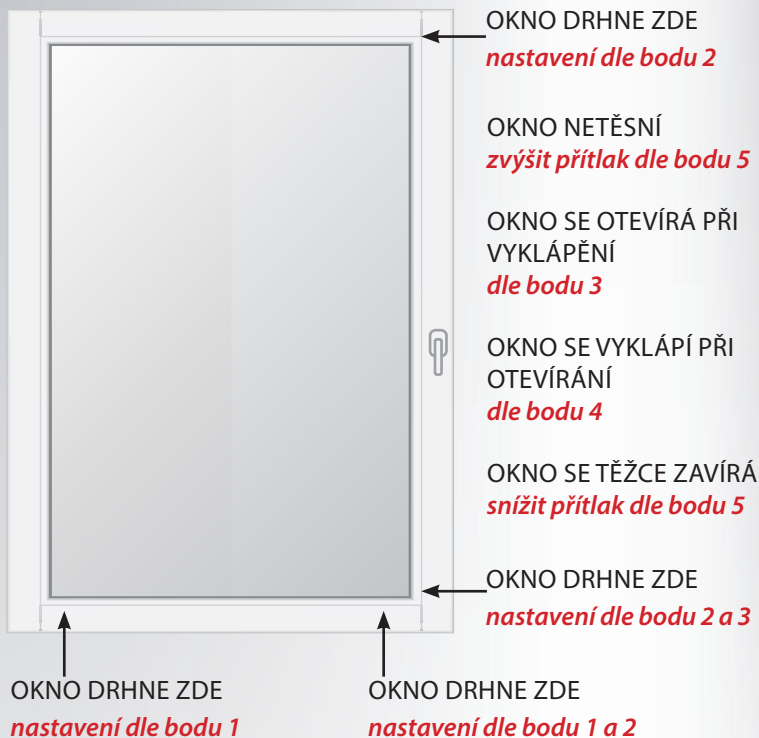 OKNO DRHNE ZDE
nastavení dle bodu 2
OKNO NETĚSNÍ
zvýšit přítlak dle bodu 5
OKNO SE OTEVÍRÁ PŘI
VYKLÁPĚNÍ
dle bodu 3
OKNO SE VYKLÁPÍ PŘI
OTEVÍRÁNÍ
dle bodu 4
OKNO SE TĚŽCE ZAVÍRÁ
snížit přítlak dle bodu 5
OKNO DRHNE ZDE
nastavení dle bodu 2 a 3
OKNO DRHNE ZDE
nastavení dle bodu 1
OKNO DRHNE ZDE
nastavení dle bodu 1 a 2